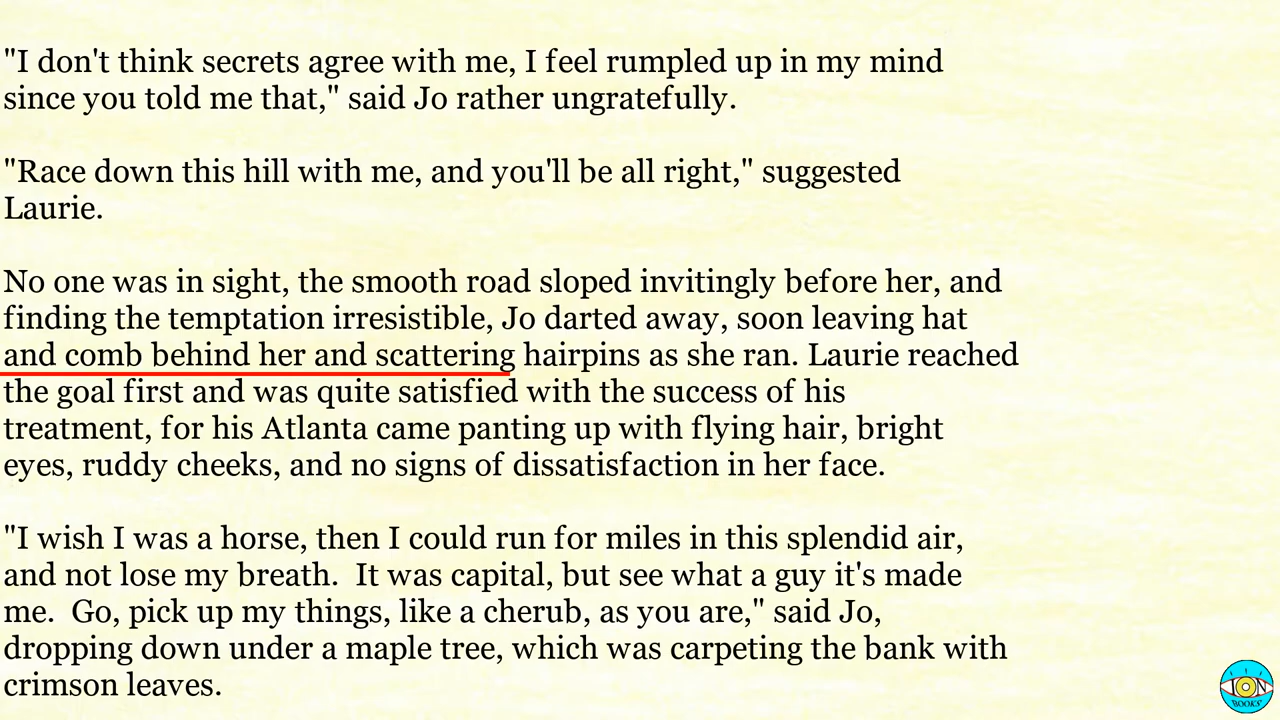 "I don't think secrets agree with me, I feel rumpled up in my mind
since you told me that," said Jo rather ungratefully.
"Race down this hill with me, and you'll be all right," suggested
Laurie.
No one was in sight, the smooth road sloped invitingly before her, and
finding the temptation irresistible, Jo darted away, soon leaving hat
and comb behind her and scattering hairpins as she ran. Laurie reached
the goal first and was quite satisfied with the success of his
treatment, for his Atlanta came panting up with flying hair, bright
eyes, ruddy cheeks, and no signs of dissatisfaction in her face.
"I wish I was a horse, then I could run for miles in this splendid air,
and not lose my breath.  It was capital, but see what a guy it's made
me.  Go, pick up my things, like a cherub, as you are," said Jo,
dropping down under a maple tree, which was carpeting the bank with
crimson leaves.
ION
BOOKS